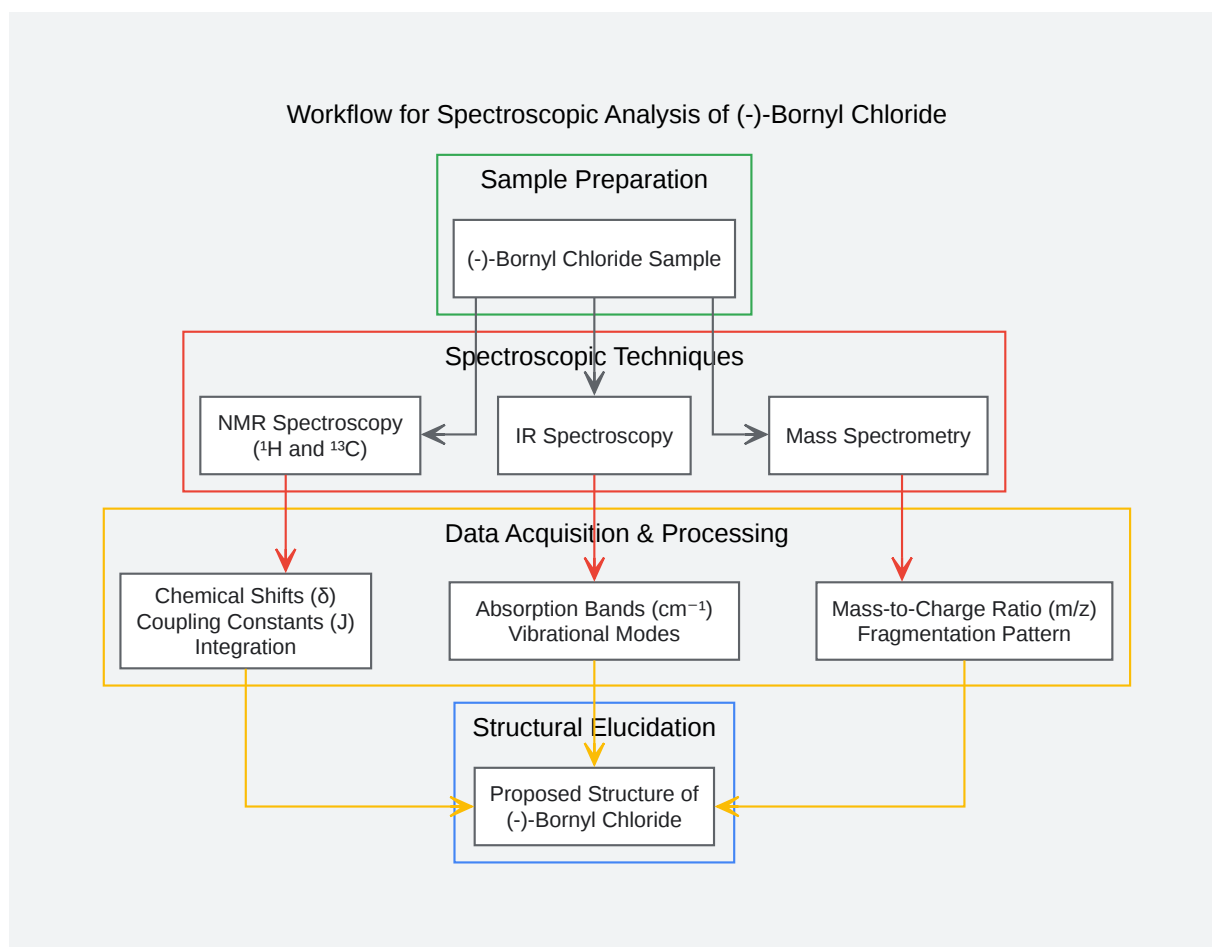 Workflow for Spectroscopic Analysis of (-)-Bornyl Chloride
Sample Preparation
(-)-Bornyl Chloride Sample
Spectroscopic Techniques
NMR Spectroscopy
(¹H and ¹³C)
IR Spectroscopy
Mass Spectrometry
Data Acquisition & Processing
Chemical Shifts (δ)
Coupling Constants (J)
Integration
Absorption Bands (cm⁻¹)
Vibrational Modes
Mass-to-Charge Ratio (m/z)
Fragmentation Pattern
Structural Elucidation
Proposed Structure of
(-)-Bornyl Chloride